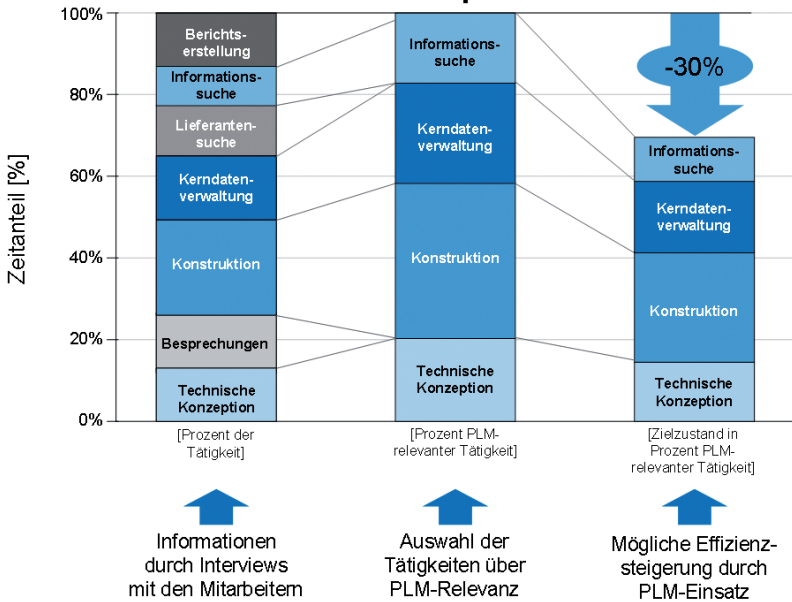 Zeitanteil [%]
100%
80%
60%
40%
20%
0%
Berichts-
erstellung
Informations-
suche
Lieferanten-
suche
Kerndaten-
verwaltung
Konstruktion
Besprechungen
Technische
Konzeption
[Prozent der
Tätigkeit]
Informationen
durch Interviews
mit den Mitarbeitern
Informations-
suche
Kerndaten-
verwaltung
Konstruktion
Technische
Konzeption
[Prozent PLM-
relevanter Tätigkeit]
Auswahl der
Tätigkeiten über
PLM-Relevanz
-30%
Informations-
suche
Kerndaten-
verwaltung
Konstruktion
Technische
Konzeption
[Zielzustand in
Prozent PLM-
relevanter Tätigkeit]
Mögliche Effizienz-
steigerung durch
PLM-Einsatz